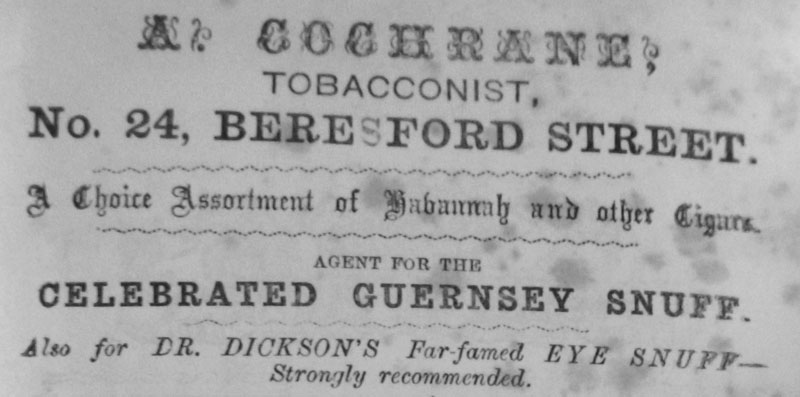 A. COCHRANE,
TOBACCONIST,
No. 24, BERESFORD STREET.
A Choice Assortment of Havannah and other Cigars.
AGENT FOR THE
CELEBRATED GUERNSEY SNUFF.
Also for DR. DICKSON'S Far-famed EYE SNUFF—
Strongly recommended.